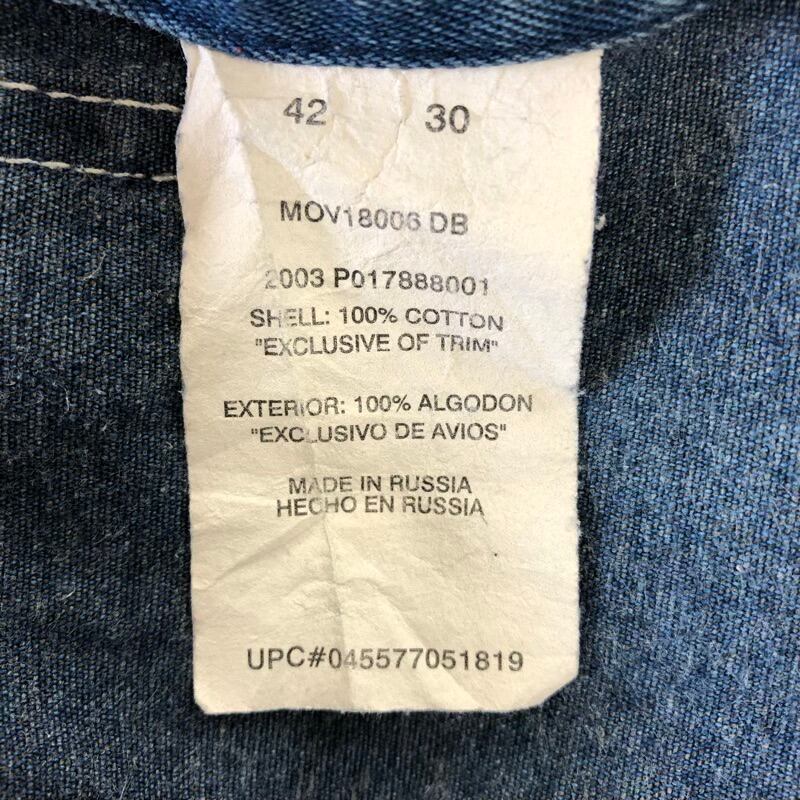 42 30
MOV18006 DB
2003 P017888001
SHELL: 100% COTTON
"EXCLUSIVE OF TRIM"
EXTERIOR: 100% ALGODON
"EXCLUSIVO DE AVIOS"
MADE IN RUSSIA
HECHO EN RUSSIA
UPC#045577051819